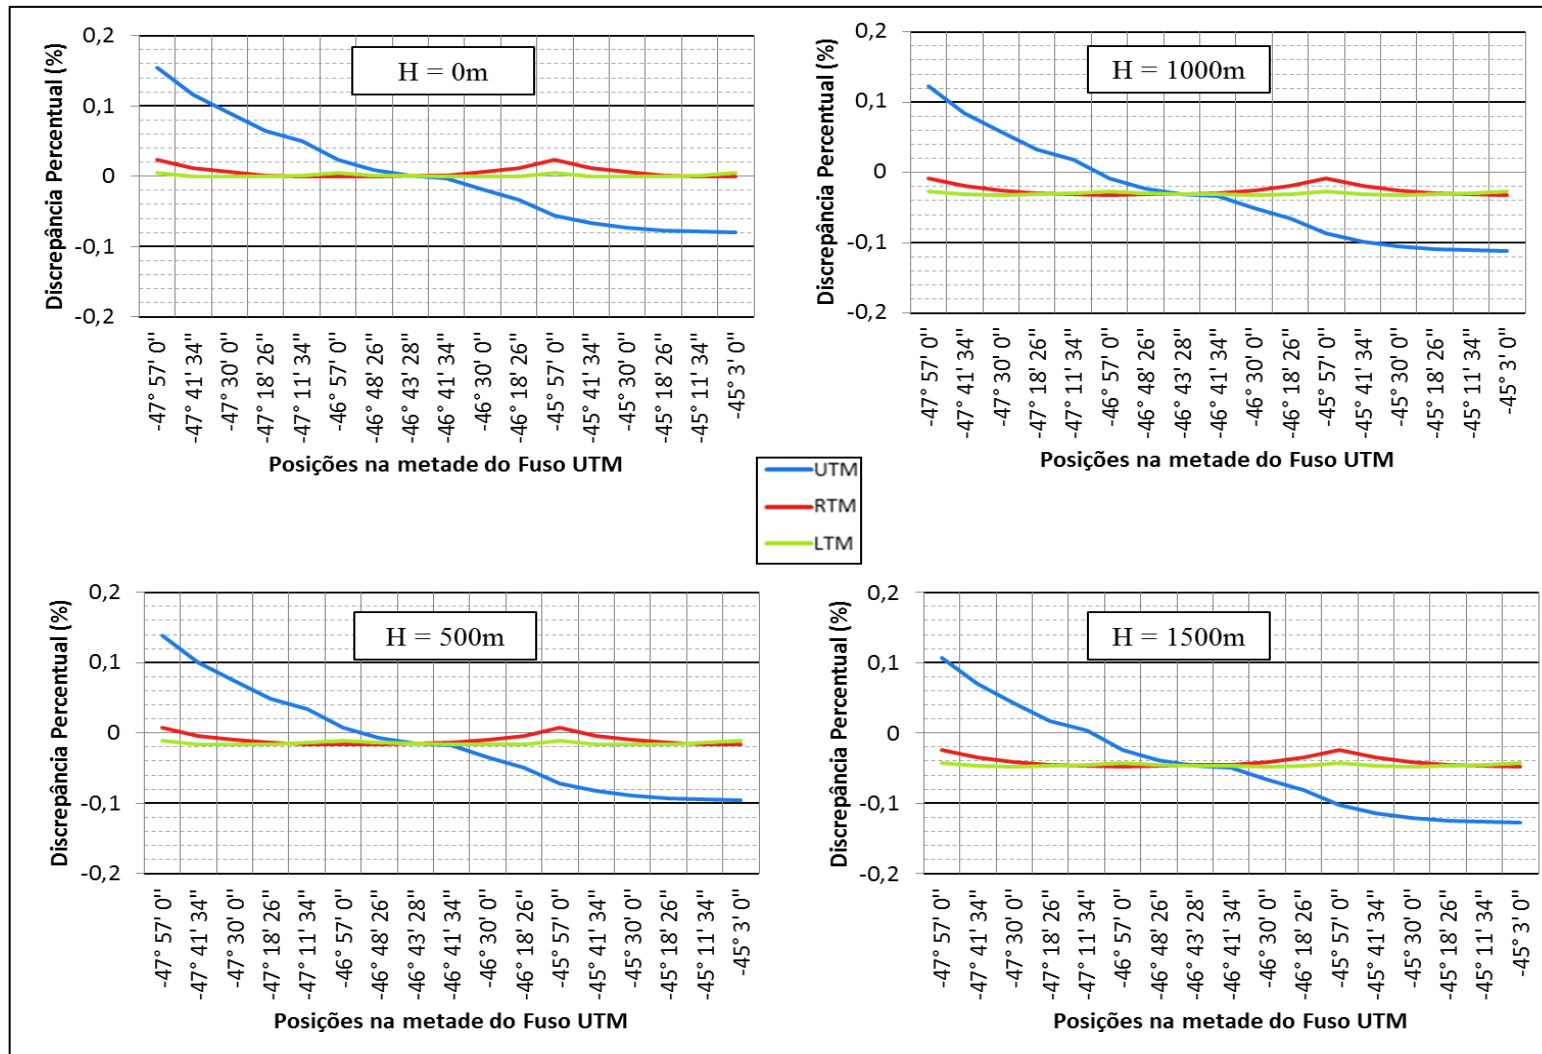 H = 0m
Discrepância Percentual (%)
0,2
0,1
0
-0,1
-0,2
-47° 57' 0"
-47° 41' 34"
-47° 30' 0"
-47° 18' 26"
-47° 11' 34"
-46° 57' 0"
-46° 48' 26"
-46° 43' 28"
-46° 41' 34"
-46° 30' 0"
-46° 18' 26"
-45° 57' 0"
-45° 41' 34"
-45° 30' 0"
-45° 18' 26"
-45° 11' 34"
-45° 3' 0"
Posições na metade do Fuso UTM
H = 1000m
Discrepância Percentual (%)
0,2
0,1
0
-0,1
-0,2
-47° 57' 0"
-47° 41' 34"
-47° 30' 0"
-47° 18' 26"
-47° 11' 34"
-46° 57' 0"
-46° 48' 26"
-46° 43' 28"
-46° 41' 34"
-46° 30' 0"
-46° 18' 26"
-45° 57' 0"
-45° 41' 34"
-45° 30' 0"
-45° 18' 26"
-45° 11' 34"
-45° 3' 0"
Posições na metade do Fuso UTM
UTM
RTM
LTM
H = 500m
Discrepância Percentual (%)
0,2
0,1
0
-0,1
-0,2
-47° 57' 0"
-47° 41' 34"
-47° 30' 0"
-47° 18' 26"
-47° 11' 34"
-46° 57' 0"
-46° 48' 26"
-46° 43' 28"
-46° 41' 34"
-46° 30' 0"
-46° 18' 26"
-45° 57' 0"
-45° 41' 34"
-45° 30' 0"
-45° 18' 26"
-45° 11' 34"
-45° 3' 0"
Posições na metade do Fuso UTM
H = 1500m
Discrepância Percentual (%)
0,2
0,1
0
-0,1
-0,2
-47° 57' 0"
-47° 41' 34"
-47° 30' 0"
-47° 18' 26"
-47° 11' 34"
-46° 57' 0"
-46° 48' 26"
-46° 43' 28"
-46° 41' 34"
-46° 30' 0"
-46° 18' 26"
-45° 57' 0"
-45° 41' 34"
-45° 30' 0"
-45° 18' 26"
-45° 11' 34"
-45° 3' 0"
Posições na metade do Fuso UTM